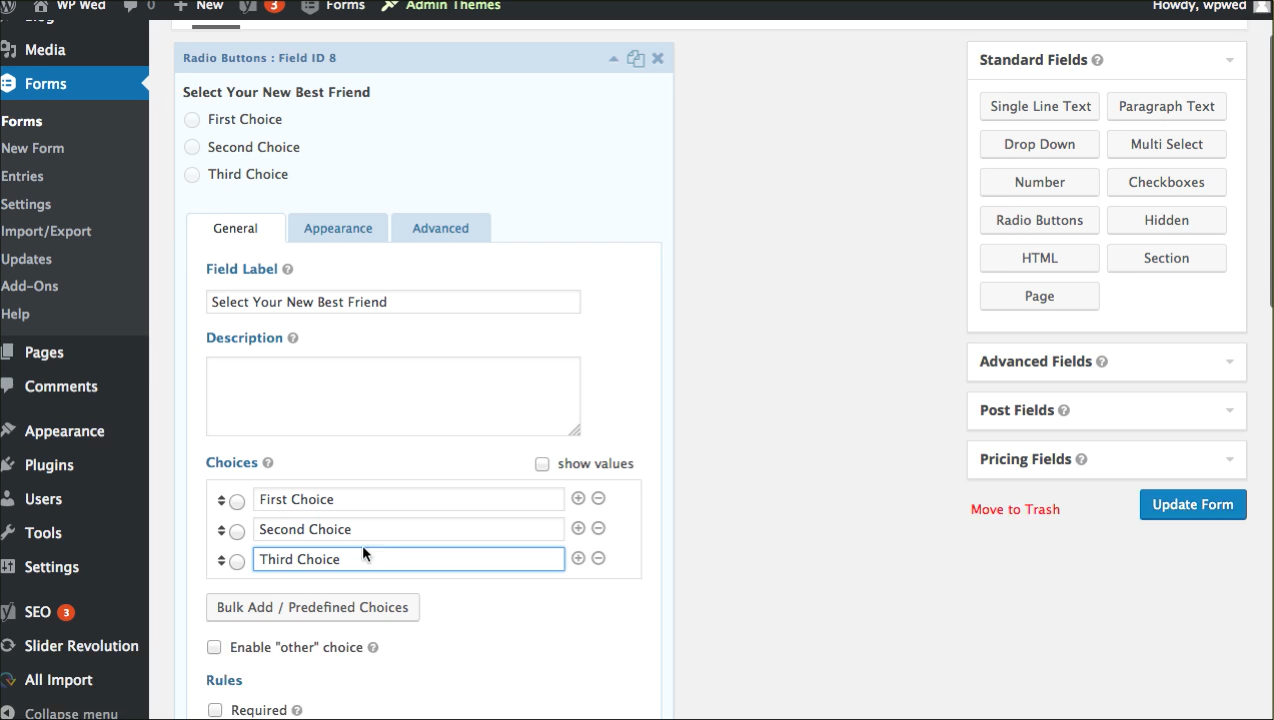 WP Wed 0 New 3 Forms Admin Themes Howdy, wpwed
Media
Forms
Forms
New Form
Entries
Settings
Import/Export
Updates
Add-Ons
Help
Pages
Comments
Appearance
Plugins
Users
Tools
Settings
SEO 3
Slider Revolution
All Import
Collapse menu
Radio Buttons : Field ID 8
Select Your New Best Friend
First Choice
Second Choice
Third Choice
General Appearance Advanced
Field Label
Select Your New Best Friend
Description
Choices show values
First Choice
Second Choice
Third Choice
Bulk Add / Predefined Choices
Enable "other" choice
Rules
Required
Standard Fields
Single Line Text Paragraph Text
Drop Down Multi Select
Number Checkboxes
Radio Buttons Hidden
HTML Section
Page
Advanced Fields
Post Fields
Pricing Fields
Move to Trash Update Form